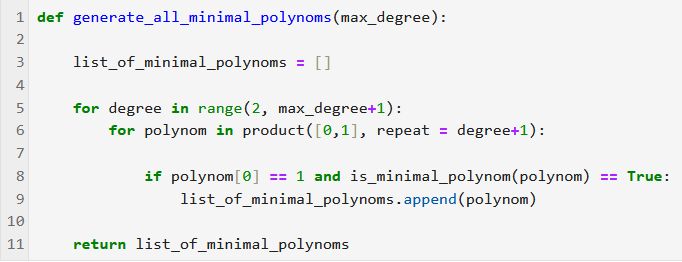 1 def generate_all_minimal_polynoms(max_degree):
2
3     list_of_minimal_polynoms = []
4
5     for degree in range(2, max_degree+1):
6         for polynom in product([0,1], repeat = degree+1):
7
8             if polynom[0] == 1 and is_minimal_polynom(polynom) == True:
9                 list_of_minimal_polynoms.append(polynom)
10
11     return list_of_minimal_polynoms